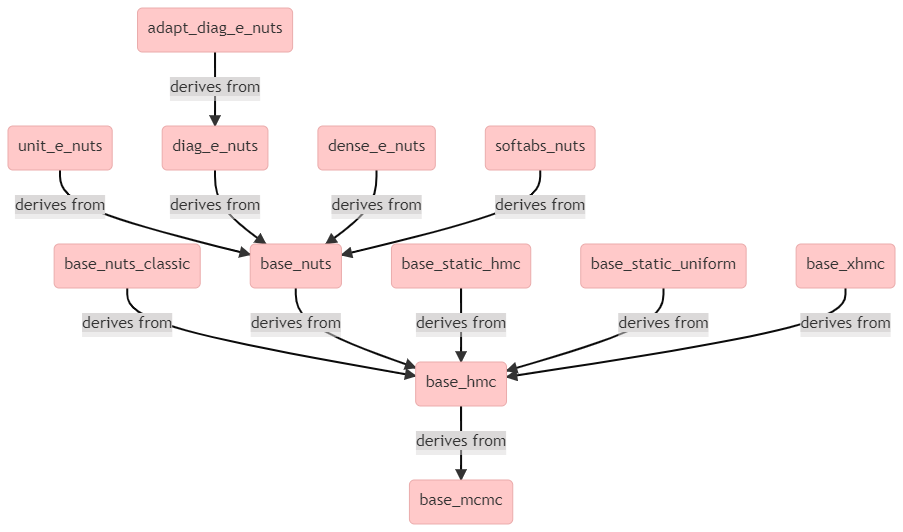 adapt_diag_e_nuts
derives from
unit_e_nuts
diag_e_nuts
dense_e_nuts
softabs_nuts
derives from
derives from
derives from
derives from
base_nuts_classic
base_nuts
base_static_hmc
base_static_uniform
base_xhmc
derives from
derives from
derives from
derives from
derives from
base_hmc
derives from
base_mcmc